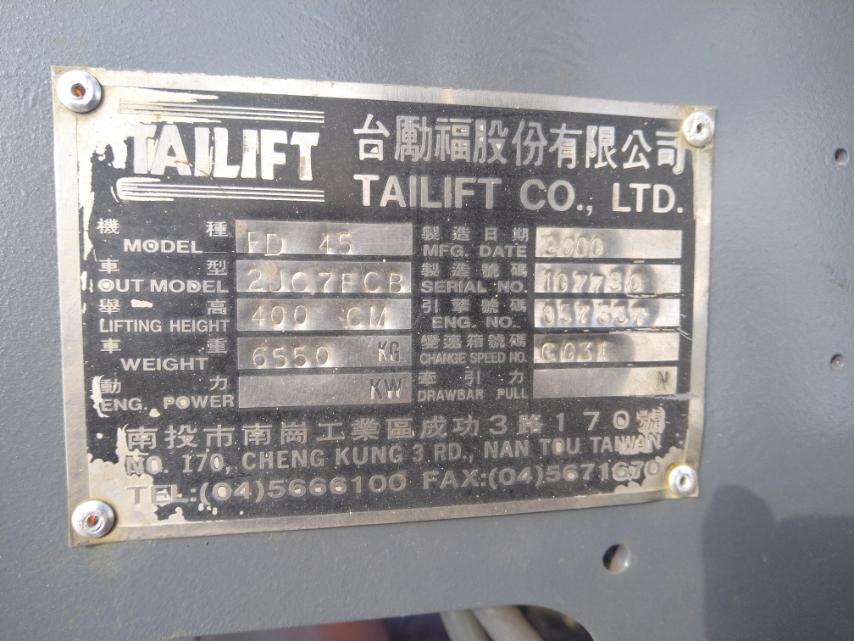 TAILIFT 台勵福股份有限公司
TAILIFT CO., LTD.
機種 MODEL FD 45 製造日期 MFG. DATE 2000
車型 OUT MODEL 製造號碼 SERIAL NO.
舉高 LIFTING HEIGHT 400 CM 引擎號碼 ENG. NO.
車重 WEIGHT 6550 KG 變速箱號碼 CHANGE SPEED NO.
動力 ENG. POWER KW 牽引力 DRAWBAR PULL N
南投市南崗工業區成功3路170號
NO. 170, CHENG KUNG 3 RD., NAN TOU TAIWAN
TEL:(04)5666100 FAX:(04)5671670